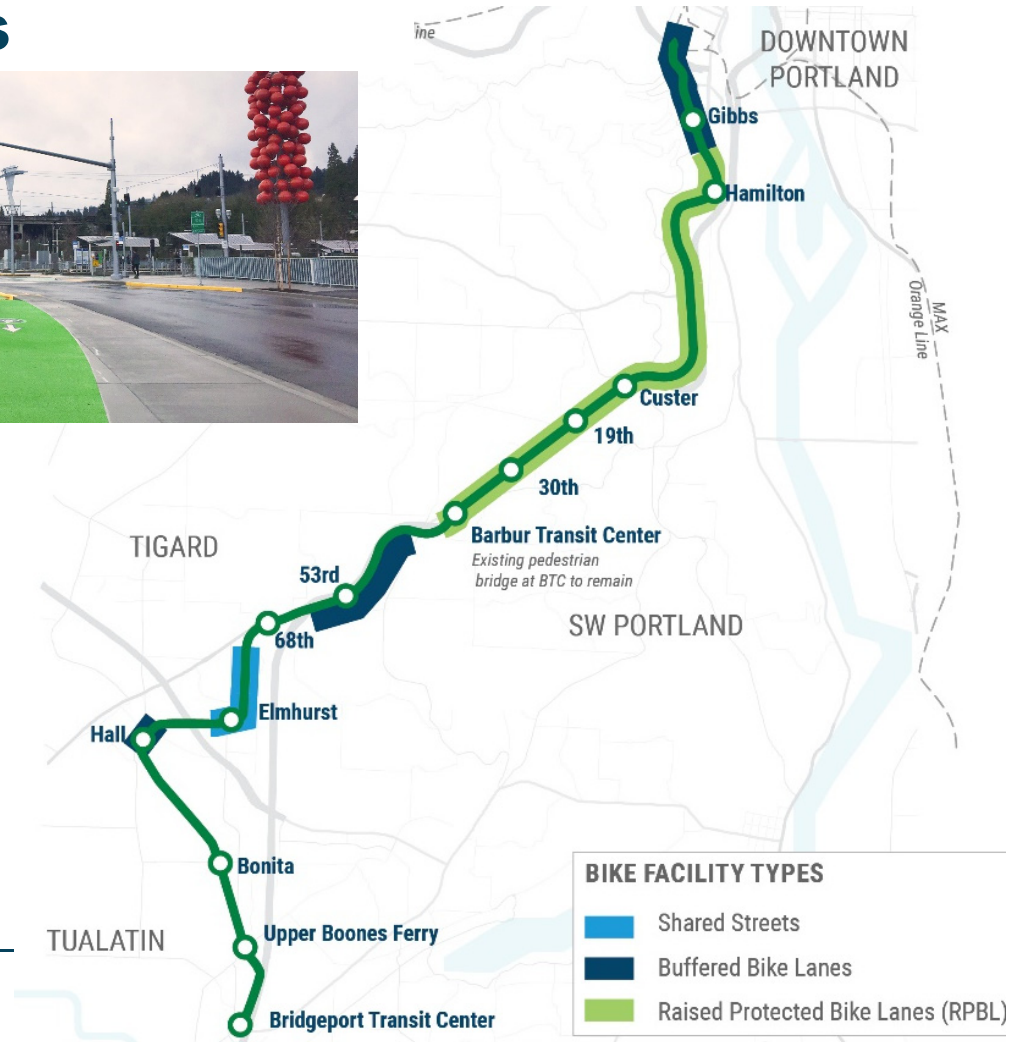 s
ine
DOWNTOWN
PORTLAND
Gibbs
Hamilton
MAX
Orange Line
Custer
19th
30th
Barbur Transit Center
Existing pedestrian
bridge at BTC to remain
TIGARD
53rd
SW PORTLAND
68th
Elmhurst
Hall
Bonita
TUALATIN
Upper Boones Ferry
Bridgeport Transit Center
BIKE FACILITY TYPES
Shared Streets
Buffered Bike Lanes
Raised Protected Bike Lanes (RPBL)